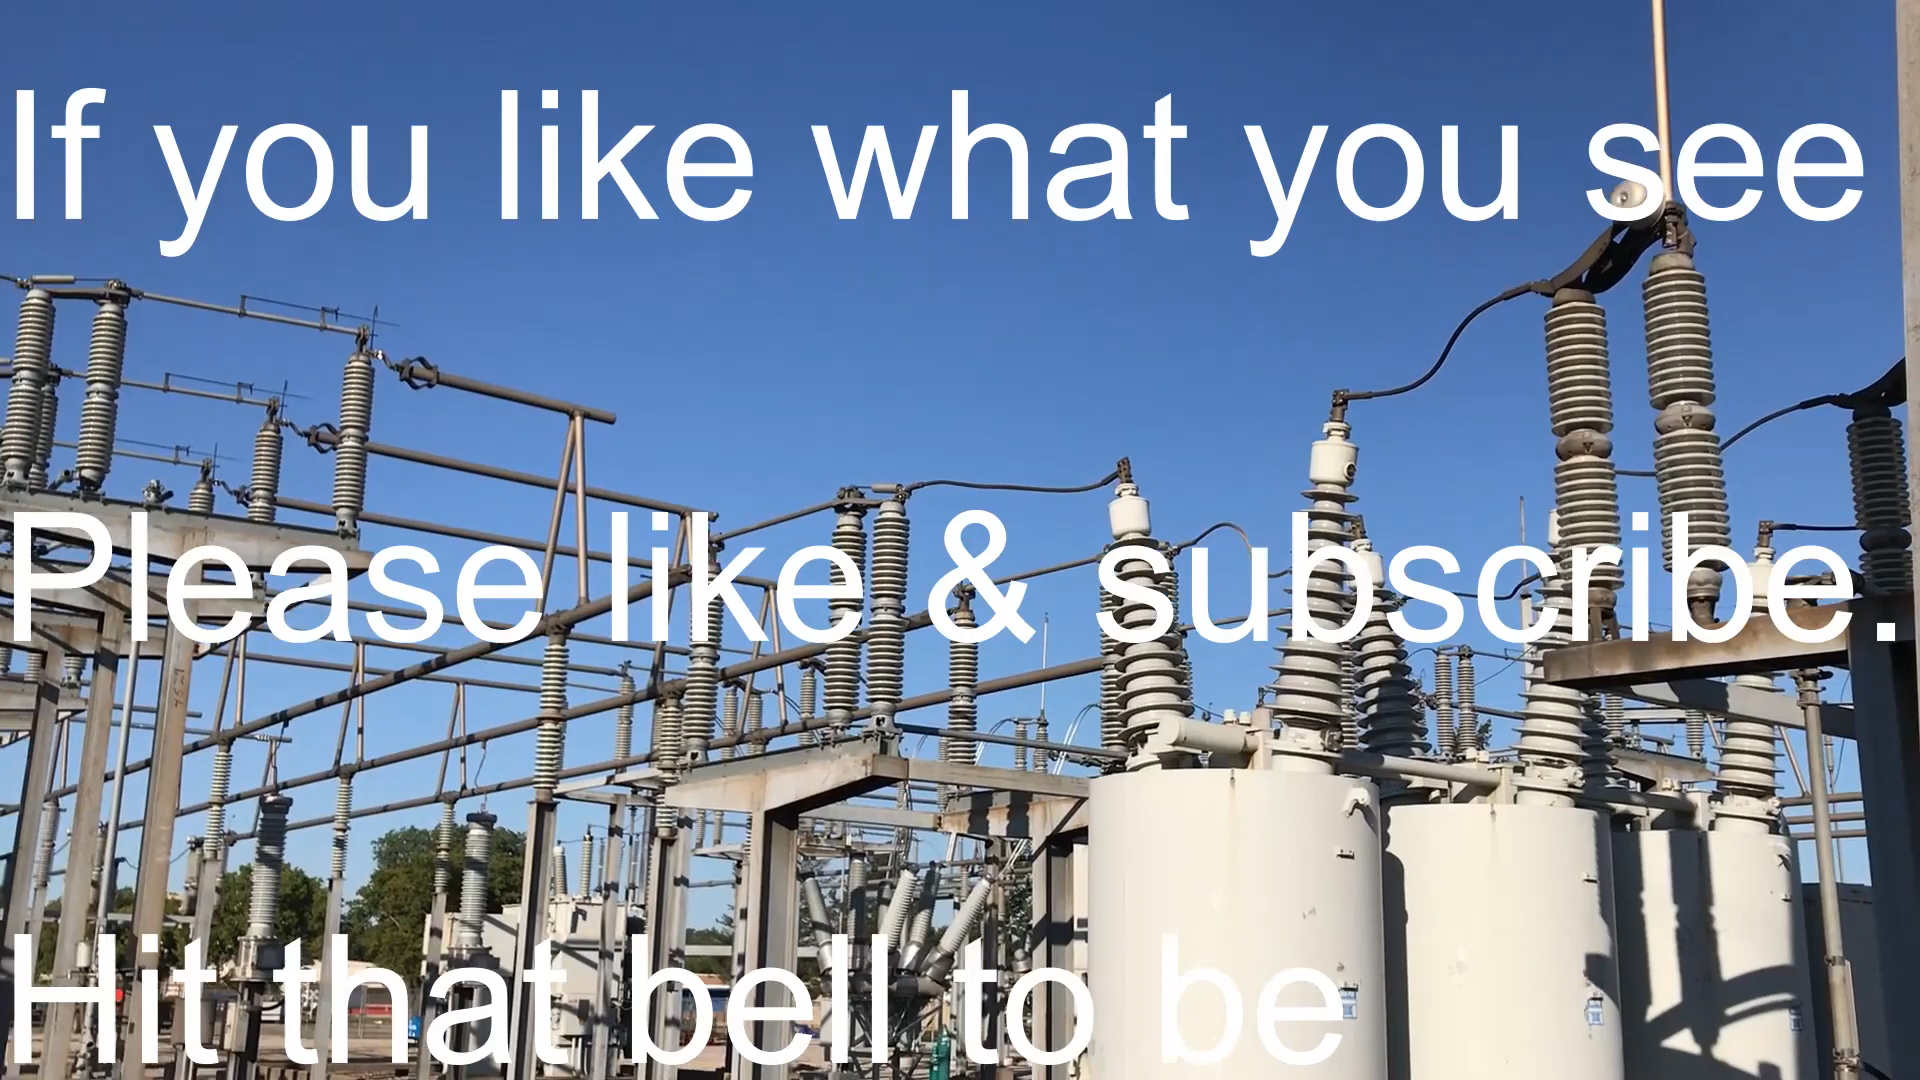 If you like what you see
Please like & subscribe.
Hit that bell to be